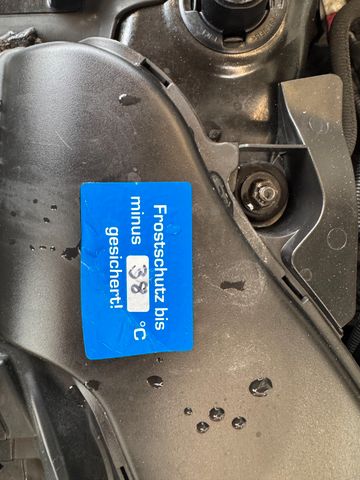 Frostschutz bis
minus 38 °C
gesichert!